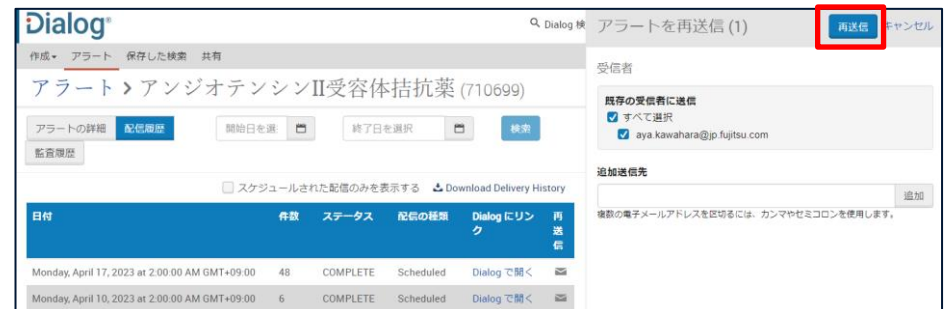 Dialog®
Dialog 検
作成▾ アラート 保存した検索 共有
アラート > アンジオテンシンII受容体拮抗薬 (710699)
アラートの詳細 配信履歴 開始日を選 終了日を選択 検索
監査履歴
スケジュールされた配信のみを表示する Download Delivery History
日付 件数 ステータス 配信の種類 Dialog にリンク 再送信
Monday, April 17, 2023 at 2:00:00 AM GMT+09:00 48 COMPLETE Scheduled Dialog で開く
Monday, April 10, 2023 at 2:00:00 AM GMT+09:00 6 COMPLETE Scheduled Dialog で開く
アラートを再送信 (1) 再送信 キャンセル
受信者
既存の受信者に送信
すべて選択
aya.kawahara@jp.fujitsu.com
追加送信先
追加
複数の電子メールアドレスを区切るには、カンマやセミコロンを使用します。